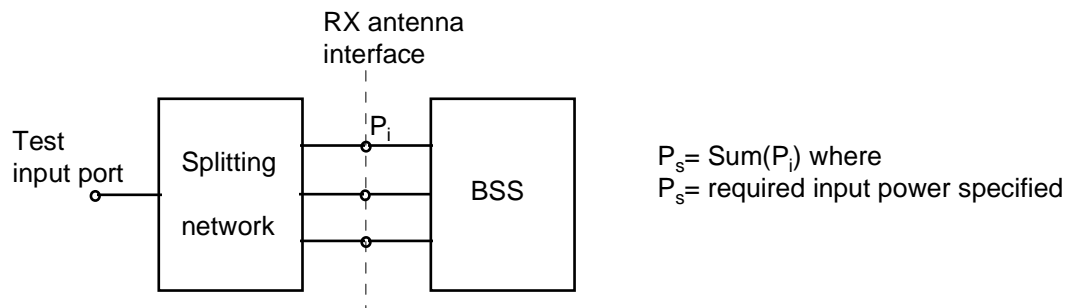 RX antenna
interface
P_i
Test
input port
Splitting
network
BSS
P_s= Sum(P_i) where
P_s= required input power specified